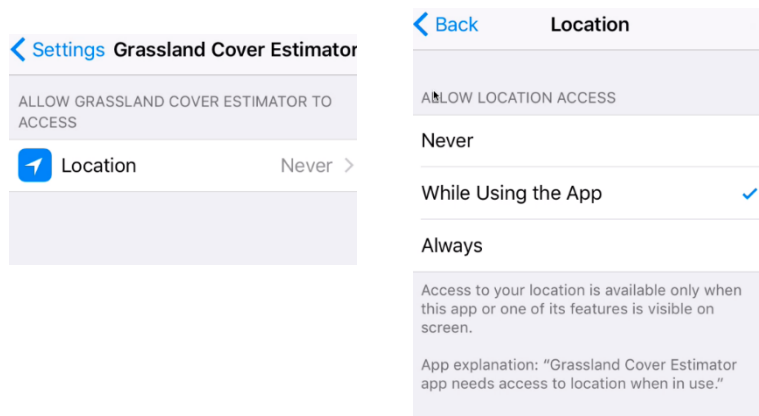 Settings Grassland Cover Estimator
ALLOW GRASSLAND COVER ESTIMATOR TO
ACCESS
Location Never
Back Location
ALLOW LOCATION ACCESS
Never
While Using the App
Always
Access to your location is available only when
this app or one of its features is visible on
screen.
App explanation: “Grassland Cover Estimator
app needs access to location when in use.”